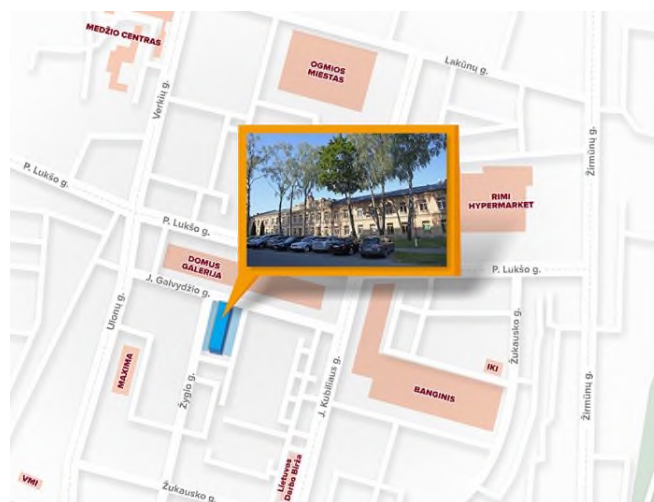 MEDŽIO CENTRAS
Verkių g.
OGMIOS
MIESTAS
Lakūnų g.
Žirmūnų g.
P. Lukšo g.
P. Lukšo g.
RIMI
HYPERMARKET
DOMUS
GALERIJA
P. Lukšo g.
J. Galvydžio g.
Ulonų g.
MAXIMA
Žyglo g.
J. Kubiliaus g.
BANGINIS
IKI
Žukausko g.
Žirmūnų g.
VMI
Žukausko g.
Lietuvos
Darbo Birža